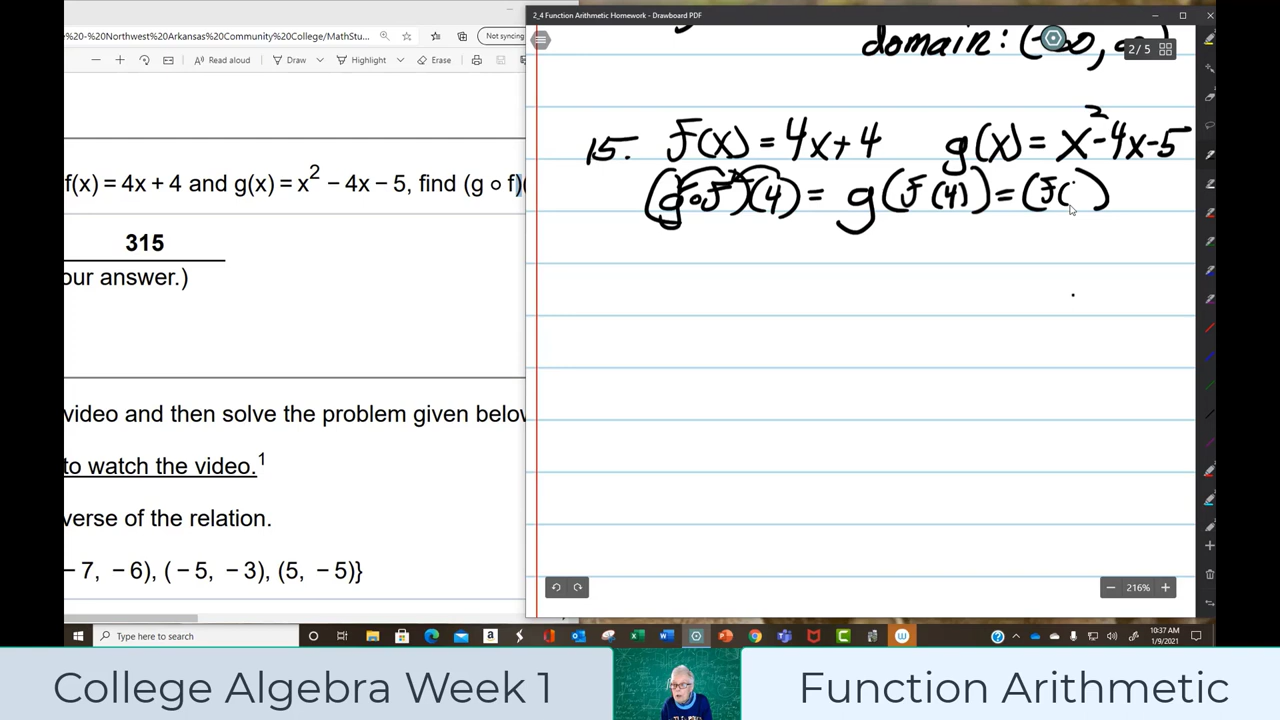 2_4 Function Arithmetic Homework - Drawboard PDF
e%20-%20Northwest%20Arkansas%20Community%20College/MathStu... Not syncing
Read aloud Draw Highlight Erase
2 / 5
domain: (-∞, ∞)
15. f(x) = 4x+4 g(x) = x²-4x-5
(g∘f)(4) = g(f(4)) = (f( )
f(x) = 4x + 4 and g(x) = x² − 4x − 5, find (g ∘ f)(
315
our answer.)
video and then solve the problem given below
to watch the video.¹
verse of the relation.
− 7, − 6), ( − 5, − 3), (5, − 5)}
216%
Type here to search
10:37 AM
1/9/2021
College Algebra Week 1
Function Arithmetic